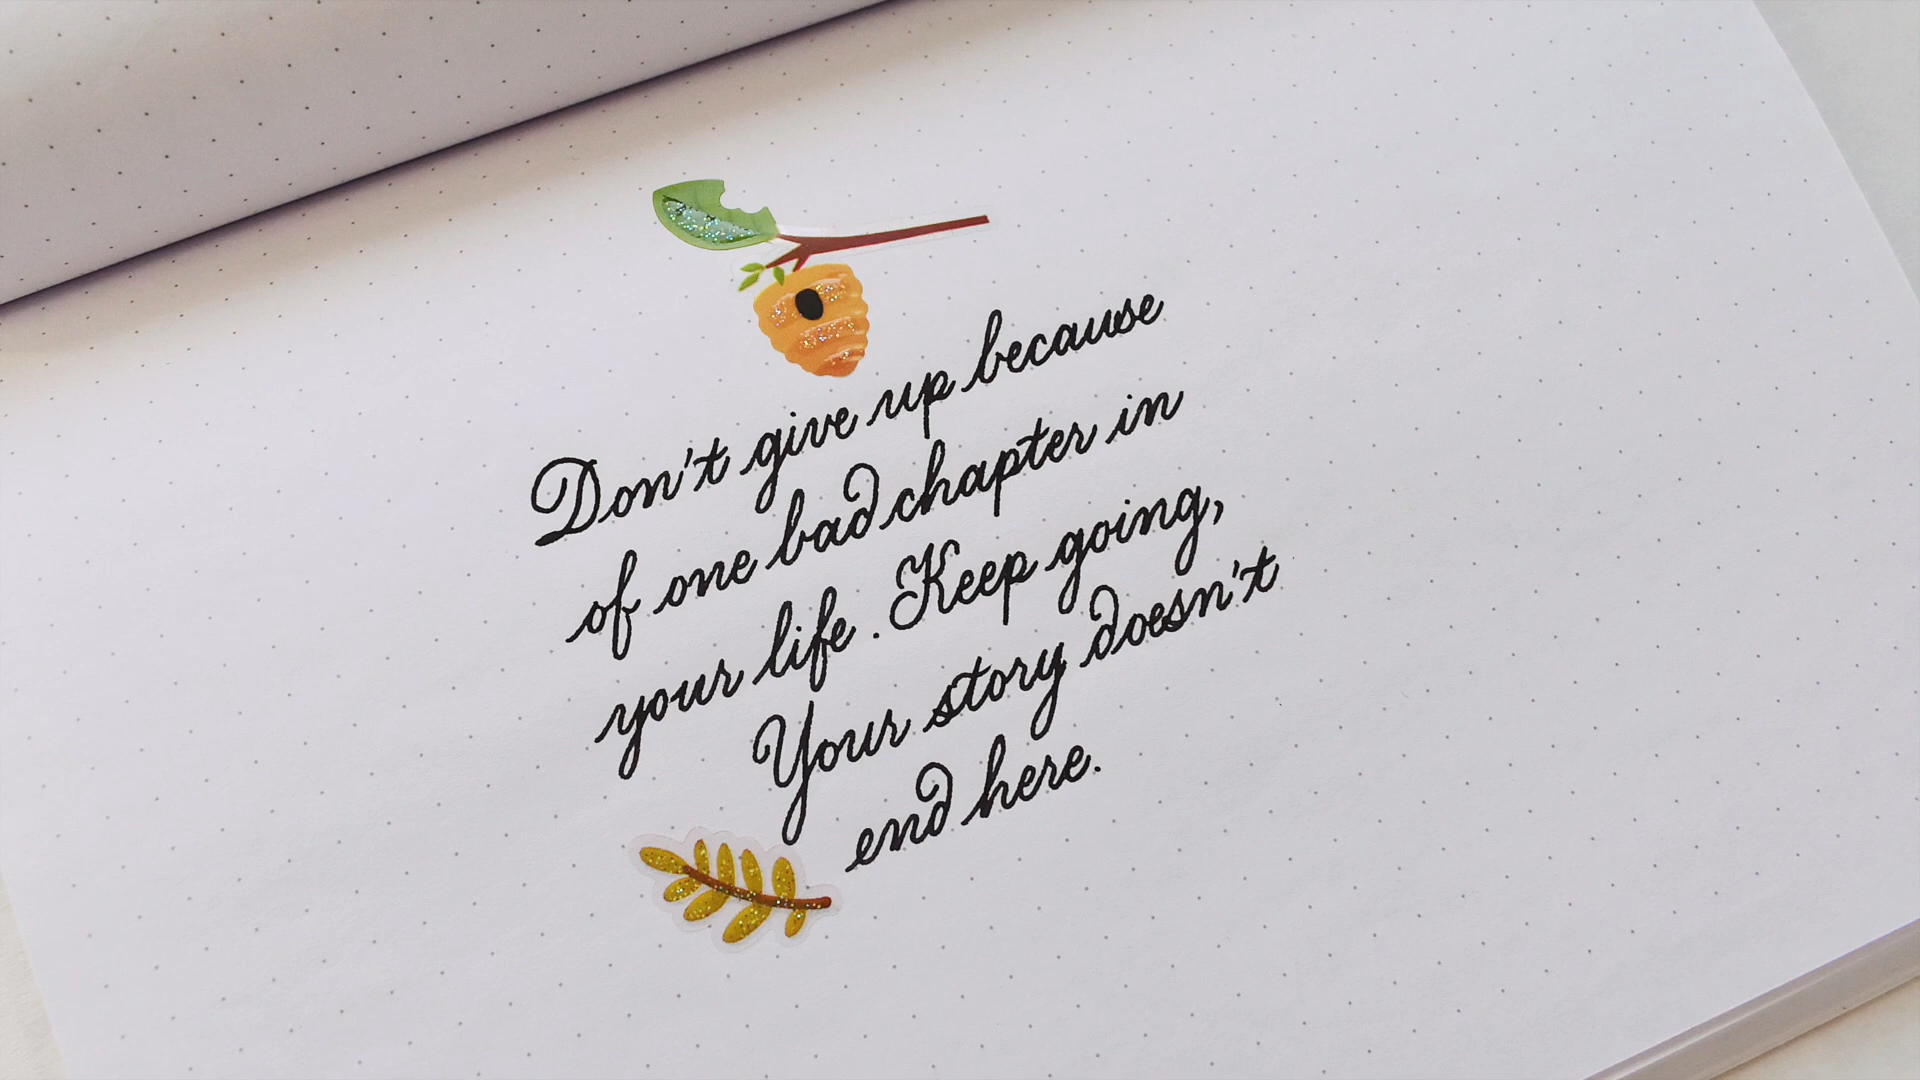 Don't give up because
of one bad chapter in
your life. Keep going,
Your story doesn't
end here.